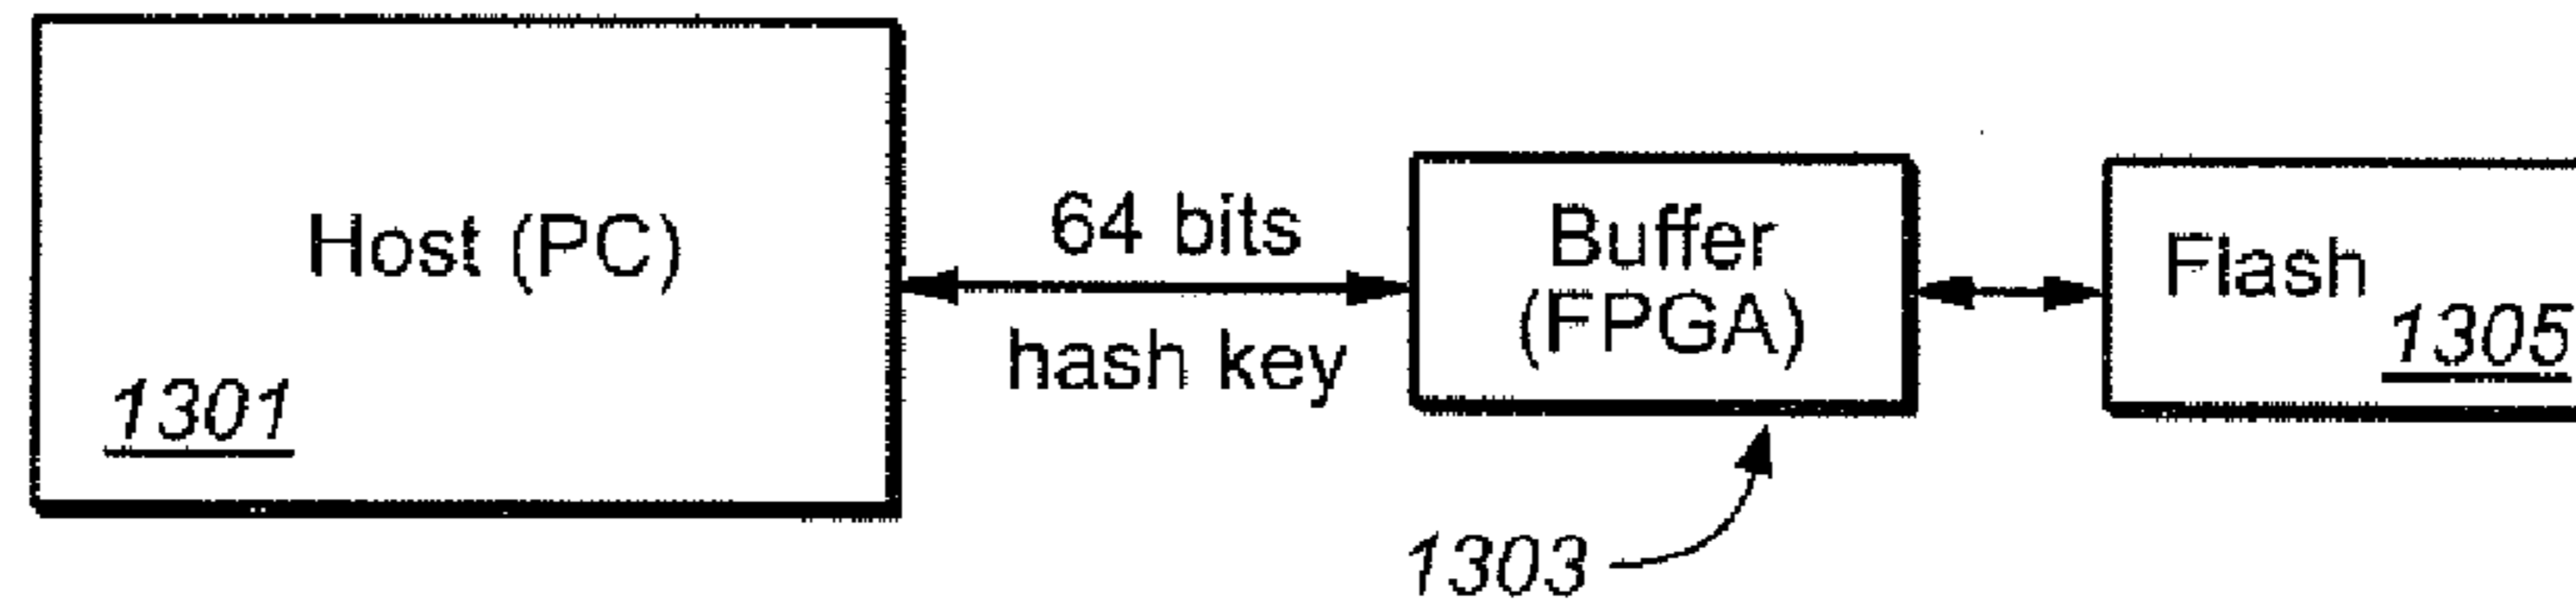 Host (PC)
1301
64 bits
hash key
Buffer
(FPGA)
1303
Flash
1305